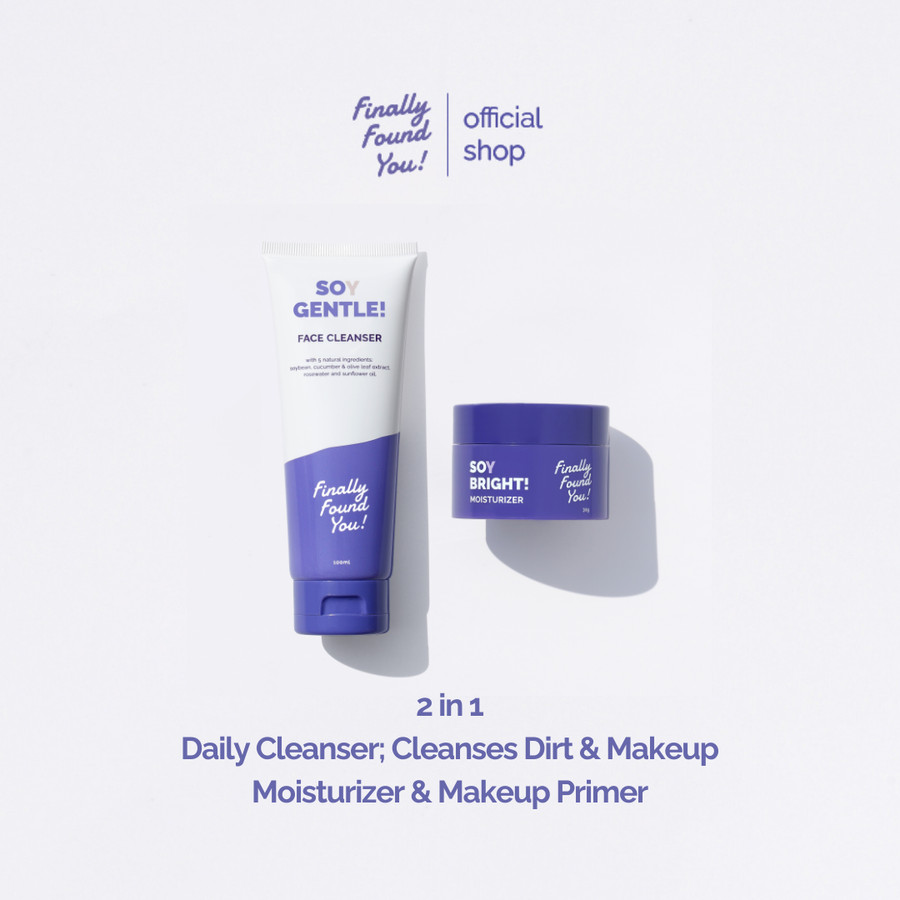 Finally
Found
You!
official
shop
SOY
GENTLE!
FACE CLEANSER
with 5 natural ingredients:
soybean, cucumber & olive leaf extract,
rosewater and sunflower oil.
Finally
Found
You!
SOY
BRIGHT!
MOISTURIZER
Finally
Found
You!
2 in 1
Daily Cleanser; Cleanses Dirt & Makeup
Moisturizer & Makeup Primer